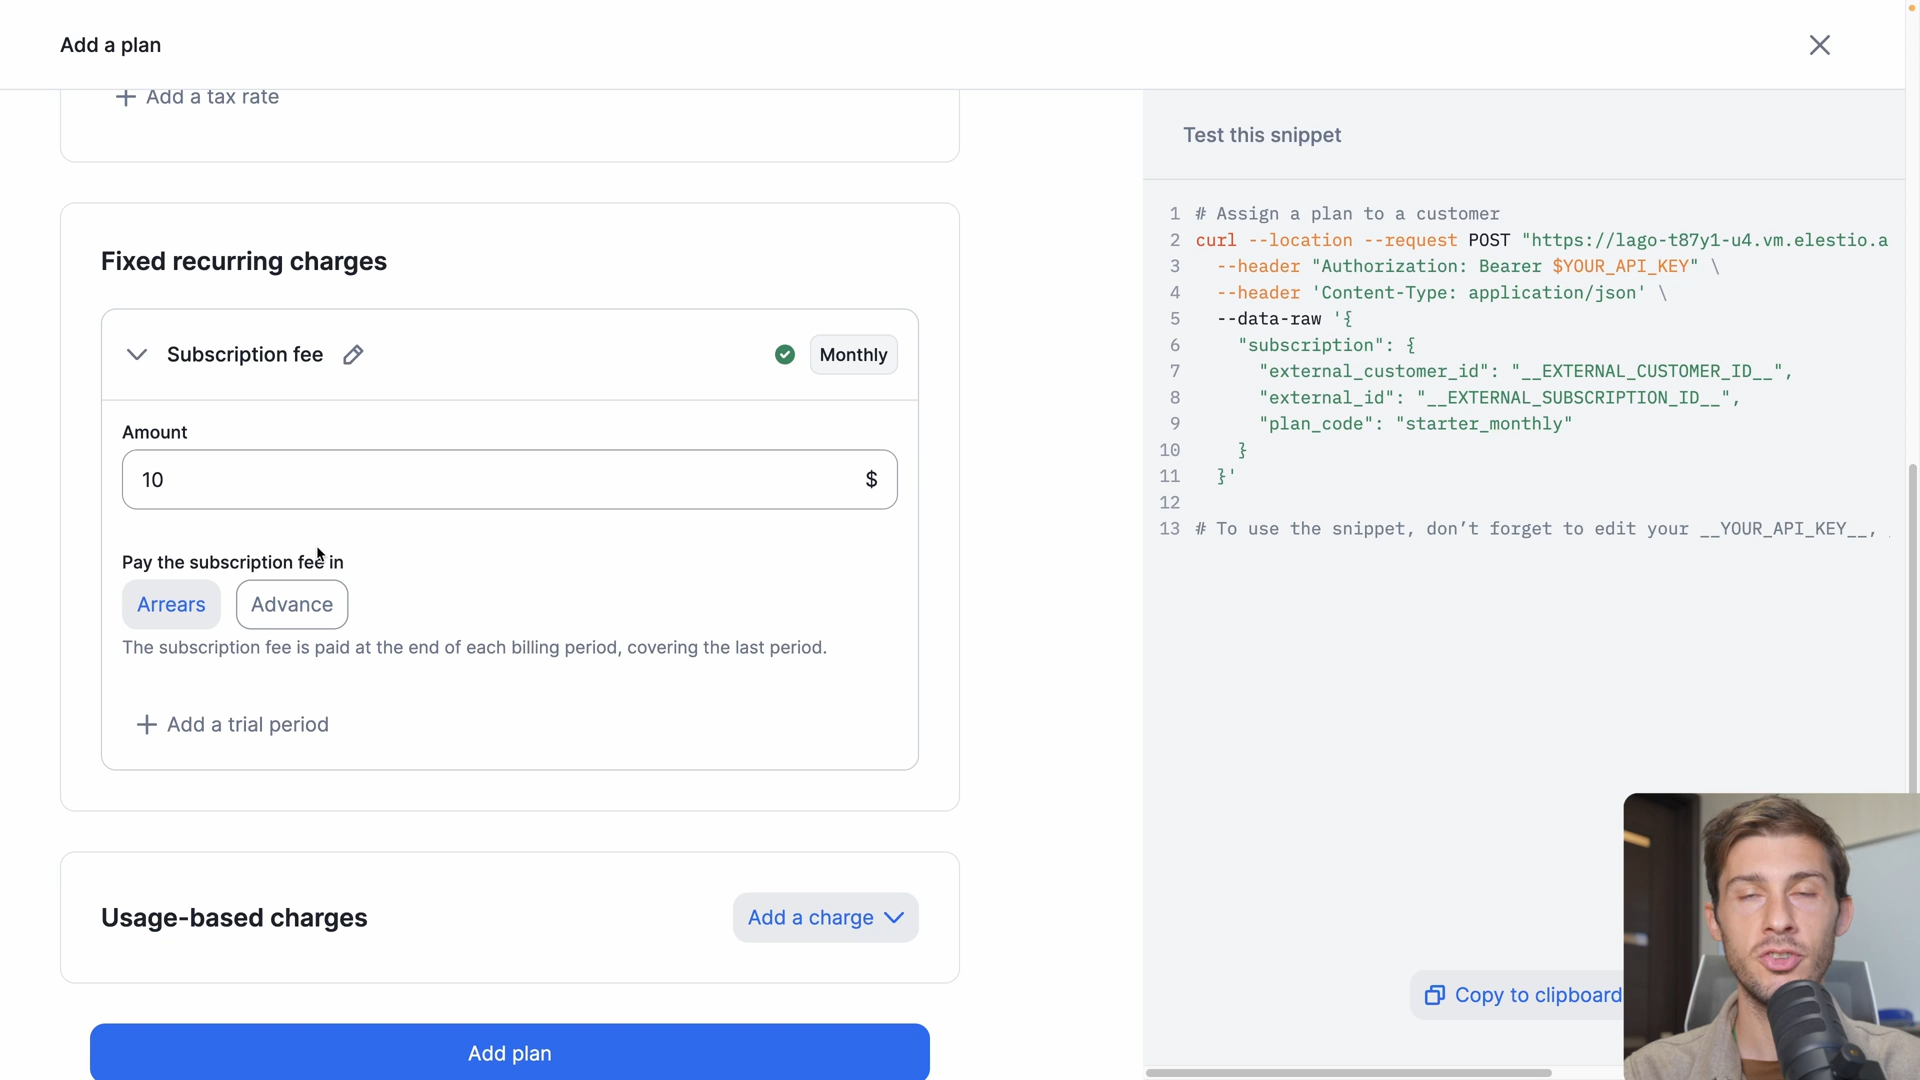 Add a plan
Add a tax rate
Fixed recurring charges
Subscription fee
Monthly
Amount
10
$
Pay the subscription fee in
Arrears
Advance
The subscription fee is paid at the end of each billing period, covering the last period.
Add a trial period
Usage-based charges
Add a charge
Add plan
Test this snippet
1 # Assign a plan to a customer
2 curl --location --request POST "https://lago-t87y1-u4.vm.elestio.a
3 --header "Authorization: Bearer $YOUR_API_KEY" \
4 --header 'Content-Type: application/json' \
5 --data-raw '{
6 "subscription": {
7 "external_customer_id": "__EXTERNAL_CUSTOMER_ID__",
8 "external_id": "__EXTERNAL_SUBSCRIPTION_ID__",
9 "plan_code": "starter_monthly"
10 }
11 }'
12
13 # To use the snippet, don’t forget to edit your __YOUR_API_KEY__,
Copy to clipboard